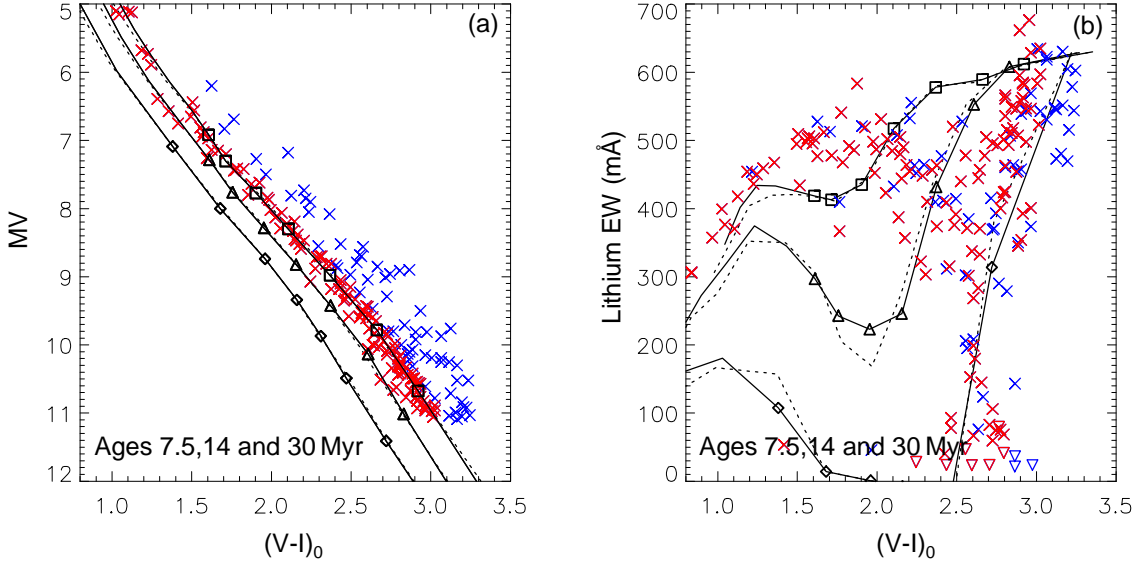 (a)
5
6
7
8
9
10
11
12
MV
Ages 7.5,14 and 30 Myr
1.0 1.5 2.0 2.5 3.0 3.5
(V-I)0
(b)
700
600
500
400
300
200
100
0
Lithium EW (mÅ)
Ages 7.5,14 and 30 Myr
1.0 1.5 2.0 2.5 3.0 3.5
(V-I)0